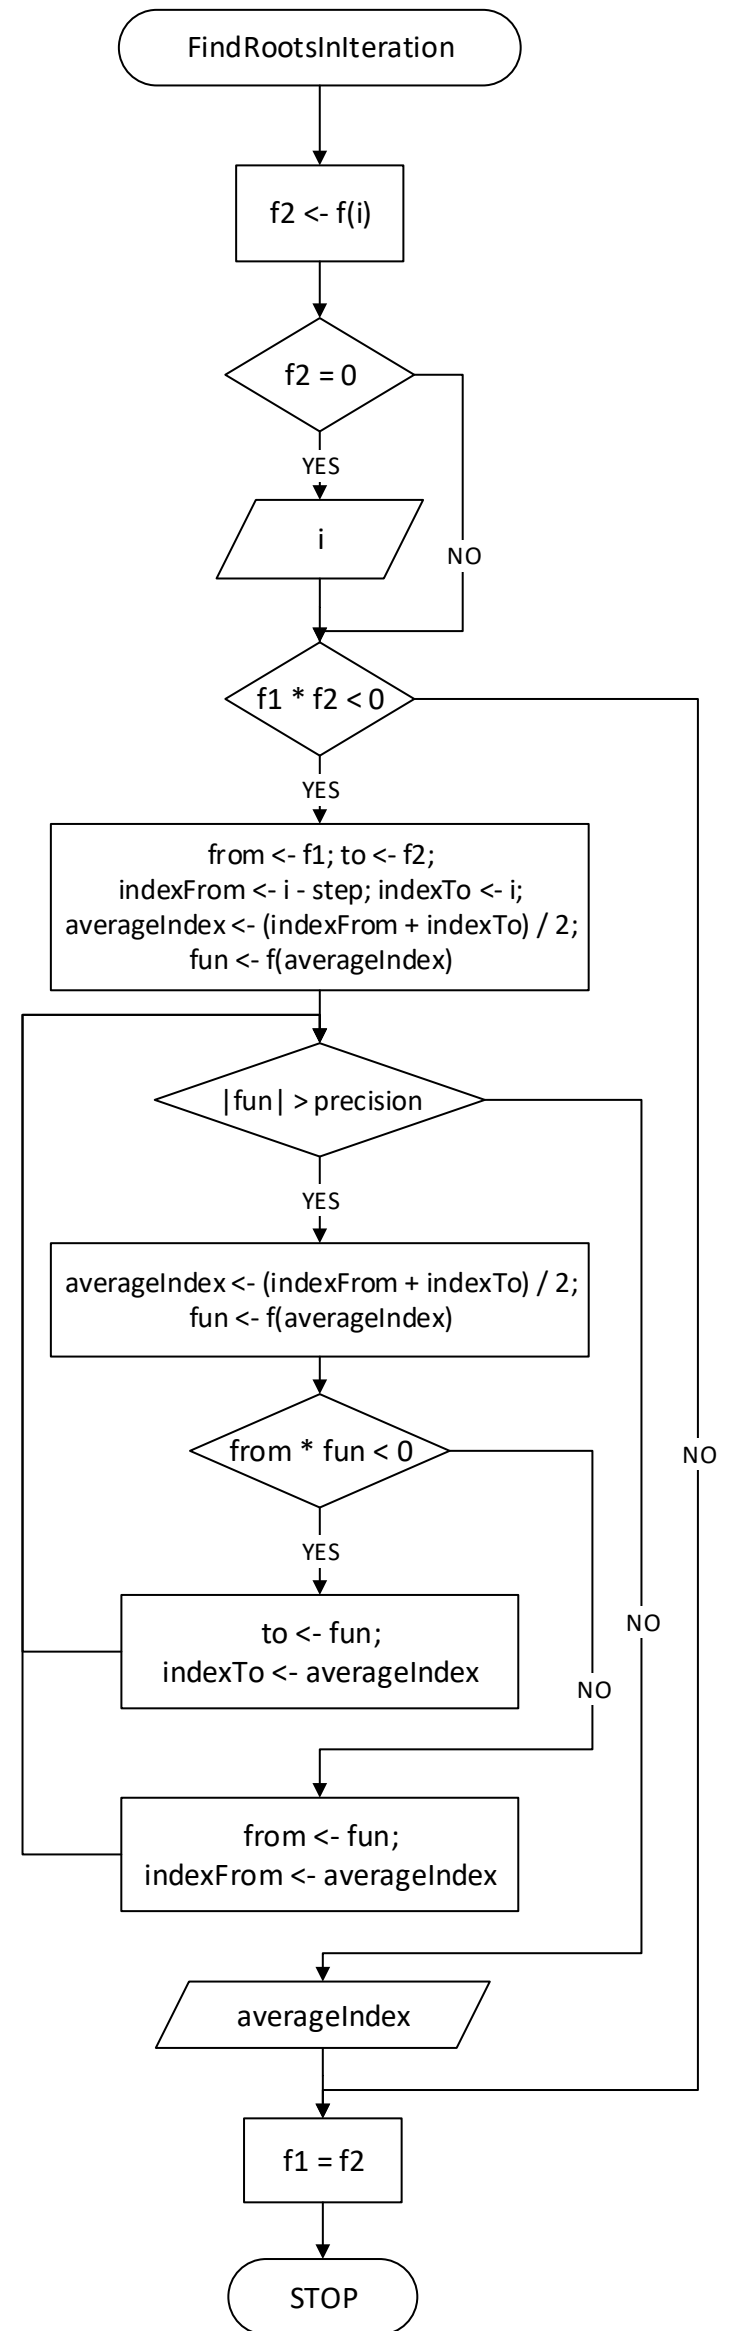 FindRootsInIteration
f2 <- f(i)
f2 = 0
YES
i
NO
f1 * f2 < 0
YES
from <- f1; to <- f2;
indexFrom <- i - step; indexTo <- i;
averageIndex <- (indexFrom + indexTo) / 2;
fun <- f(averageIndex)
|fun| > precision
YES
averageIndex <- (indexFrom + indexTo) / 2;
fun <- f(averageIndex)
from * fun < 0
NO
YES
to <- fun;
indexTo <- averageIndex
NO
NO
from <- fun;
indexFrom <- averageIndex
averageIndex
f1 = f2
STOP